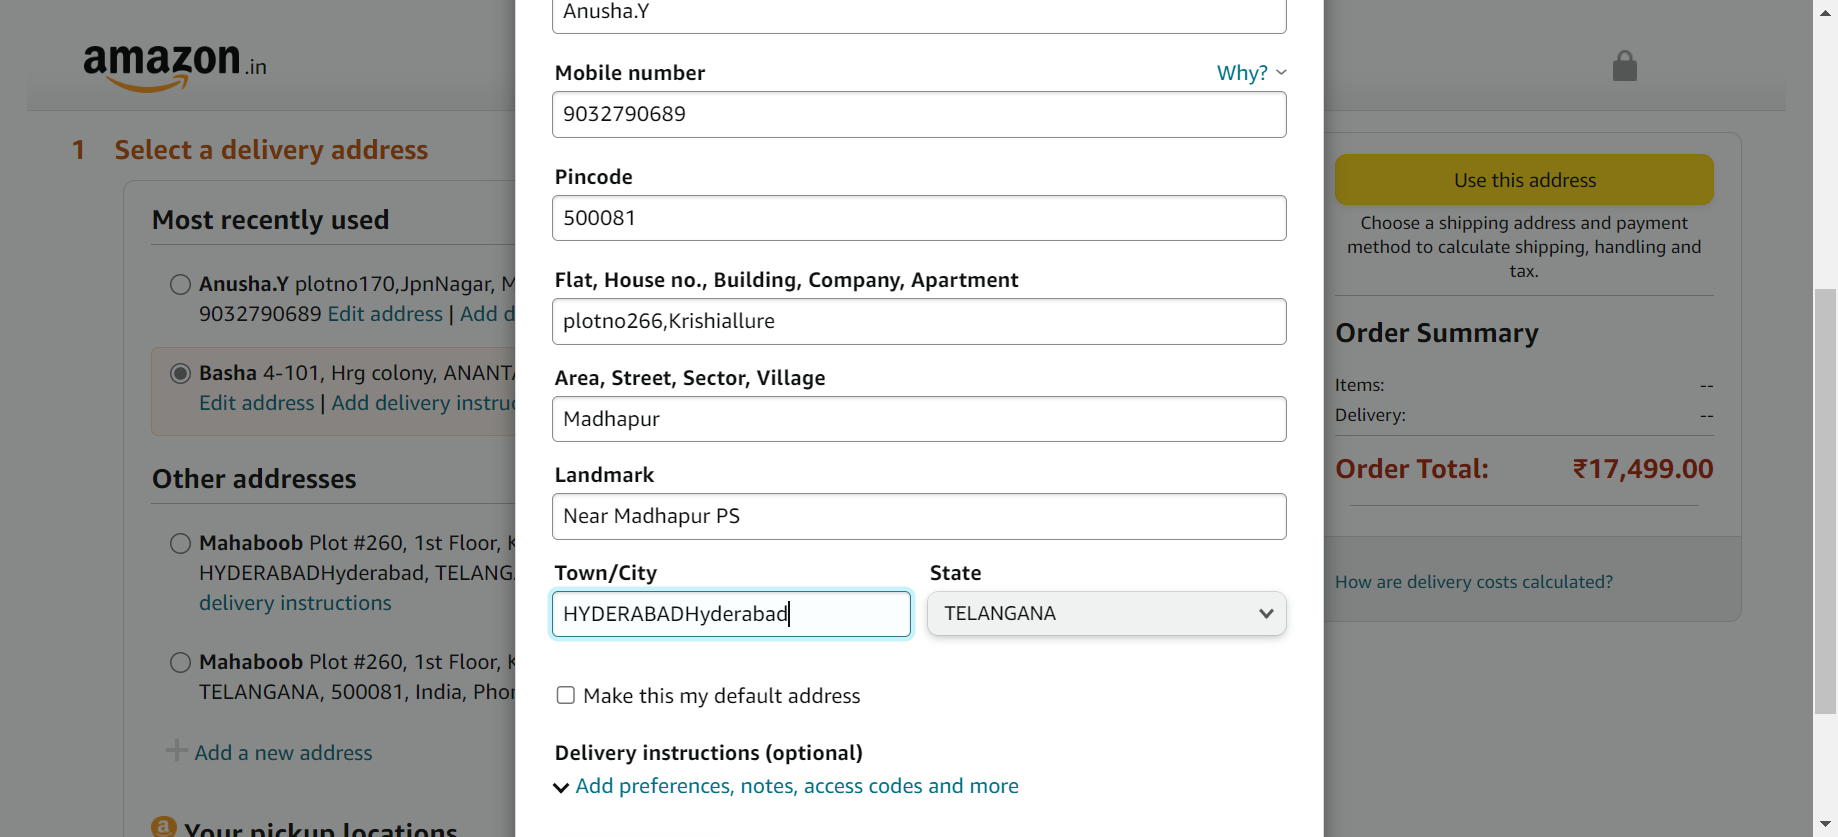 amazon.in
1 Select a delivery address
Most recently used
Anusha.Y plotno170,JpnNagar, M
9032790689 Edit address | Add d
Basha 4-101, Hrg colony, ANANTA
Edit address | Add delivery instruc
Other addresses
Mahaboob Plot #260, 1st Floor, K
HYDERABADHyderabad, TELANGA
delivery instructions
Mahaboob Plot #260, 1st Floor, K
TELANGANA, 500081, India, Phon
Add a new address
Your pickup locations
Anusha.Y
Mobile number
Why?
9032790689
Pincode
500081
Flat, House no., Building, Company, Apartment
plotno266,Krishiallure
Area, Street, Sector, Village
Madhapur
Landmark
Near Madhapur PS
Town/City
State
HYDERABADHyderabad
TELANGANA
Make this my default address
Delivery instructions (optional)
Add preferences, notes, access codes and more
Use this address
Choose a shipping address and payment
method to calculate shipping, handling and
tax.
Order Summary
Items: --
Delivery: --
Order Total: ₹17,499.00
How are delivery costs calculated?